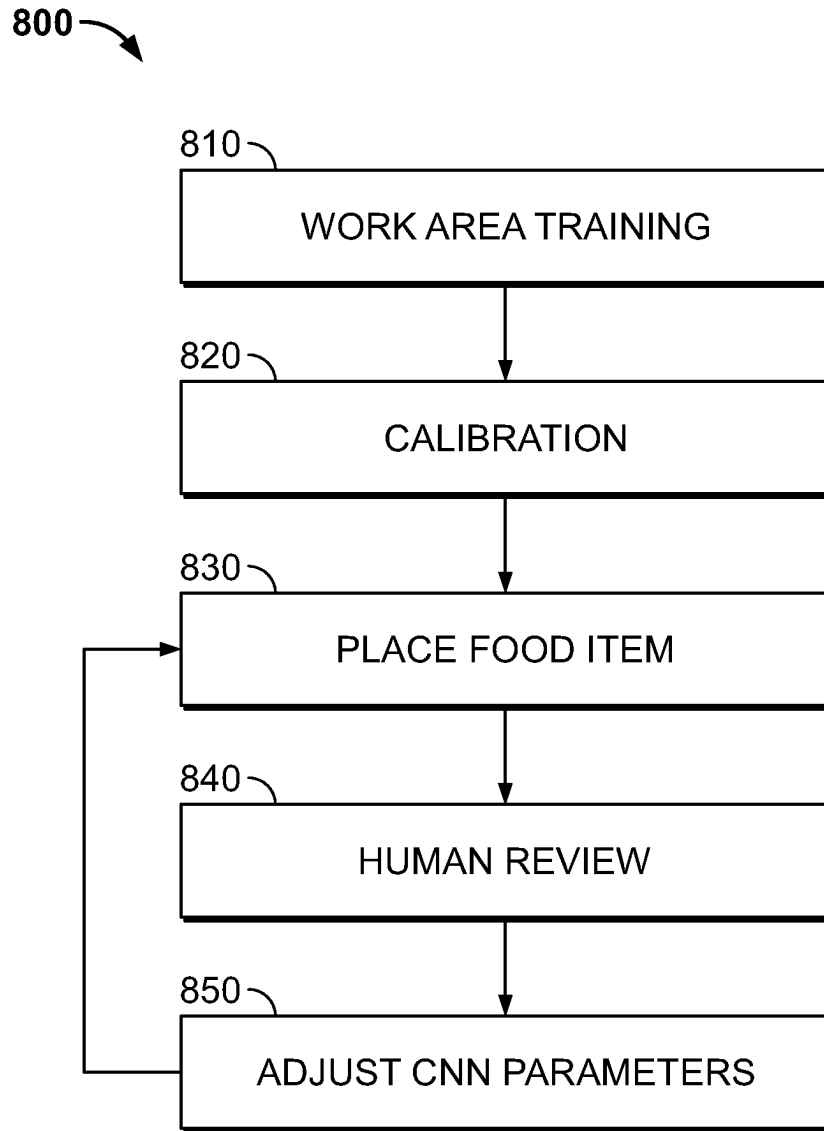 800
810
WORK AREA TRAINING
820
CALIBRATION
830
PLACE FOOD ITEM
840
HUMAN REVIEW
850
ADJUST CNN PARAMETERS